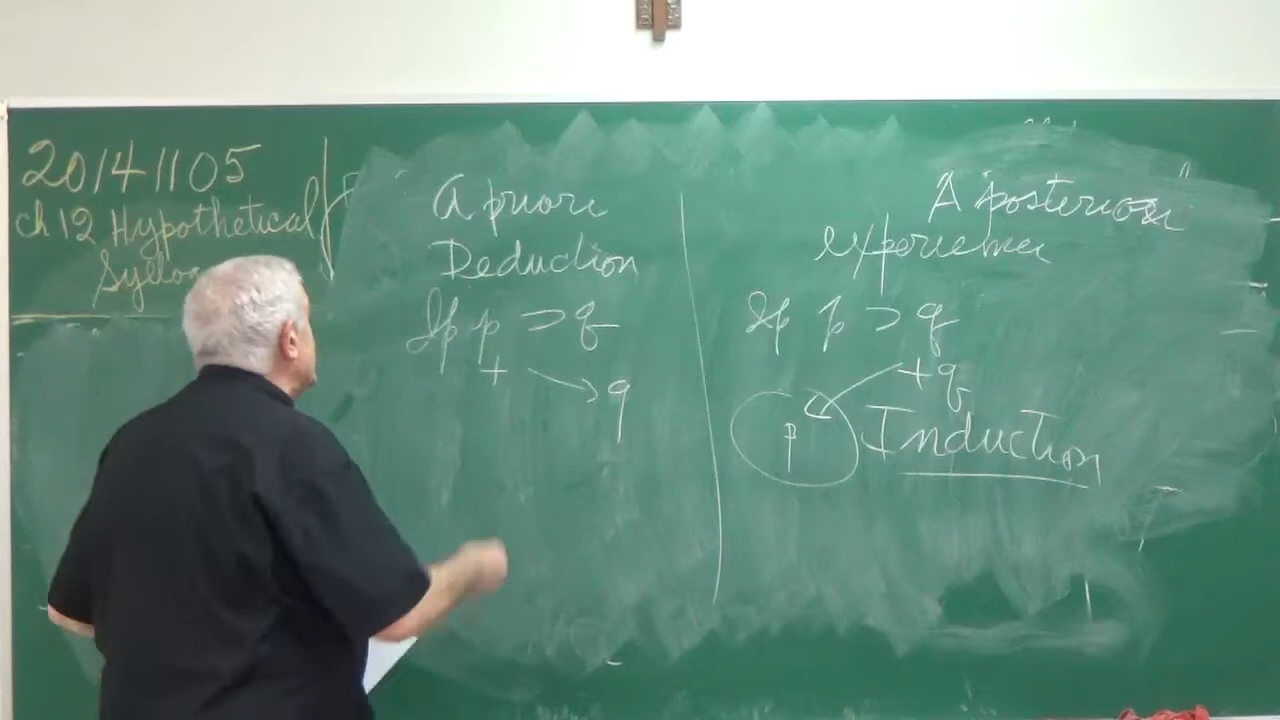 20141105
ch 12 Hypothetical
A priori
Deduction
If p > q
+ → q
A posteriori
experience
If p > q
+q
p
Induction